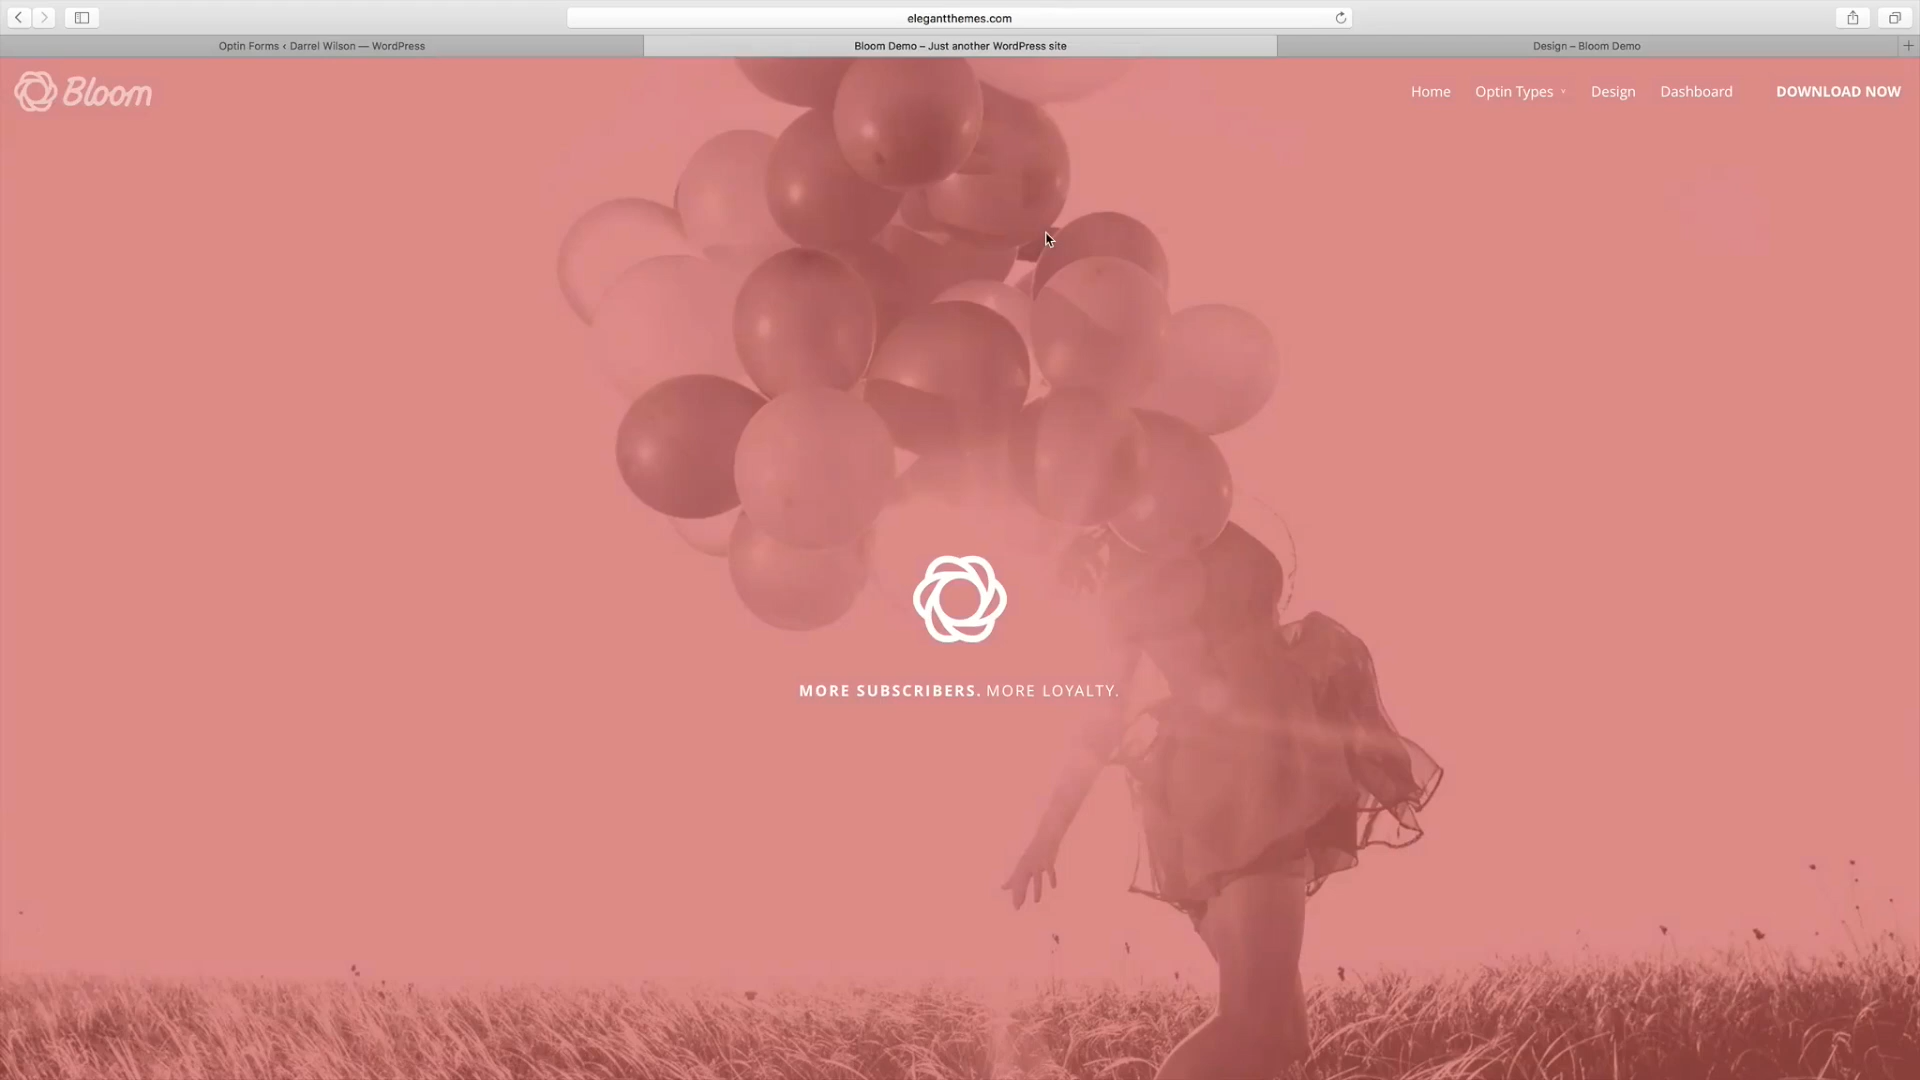 elegantthemes.com
Optin Forms ‹ Darrel Wilson — WordPress
Bloom Demo – Just another WordPress site
Design – Bloom Demo
Bloom
Home
Optin Types
Design
Dashboard
DOWNLOAD NOW
MORE SUBSCRIBERS. MORE LOYALTY.